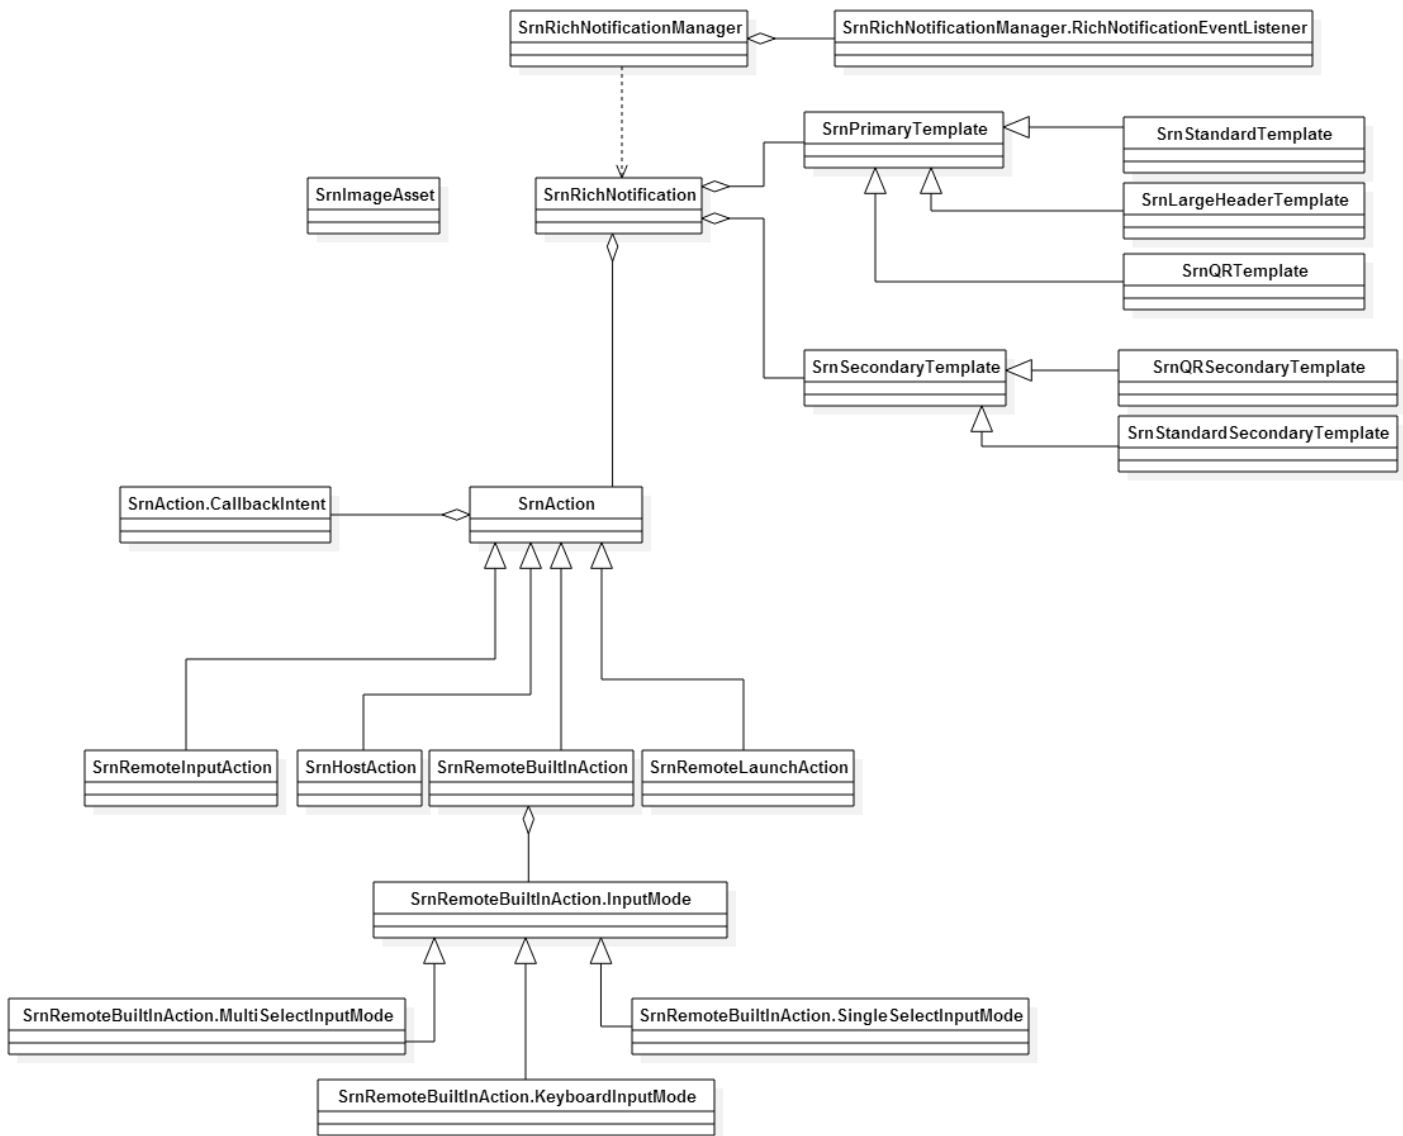 SrnRichNotificationManager
SrnRichNotificationManager.RichNotificationEventListener
SrnPrimaryTemplate
SrnStandardTemplate
SrnImageAsset
SrnRichNotification
SrnLargeHeaderTemplate
SrnQRTemplate
SrnSecondaryTemplate
SrnQRSecondaryTemplate
SrnStandardSecondaryTemplate
SrnAction.CallbackIntent
SrnAction
SrnRemoteInputAction
SrnHostAction
SrnRemoteBuiltInAction
SrnRemoteLaunchAction
SrnRemoteBuiltInAction.InputMode
SrnRemoteBuiltInAction.MultiSelectInputMode
SrnRemoteBuiltInAction.SingleSelectInputMode
SrnRemoteBuiltInAction.KeyboardInputMode